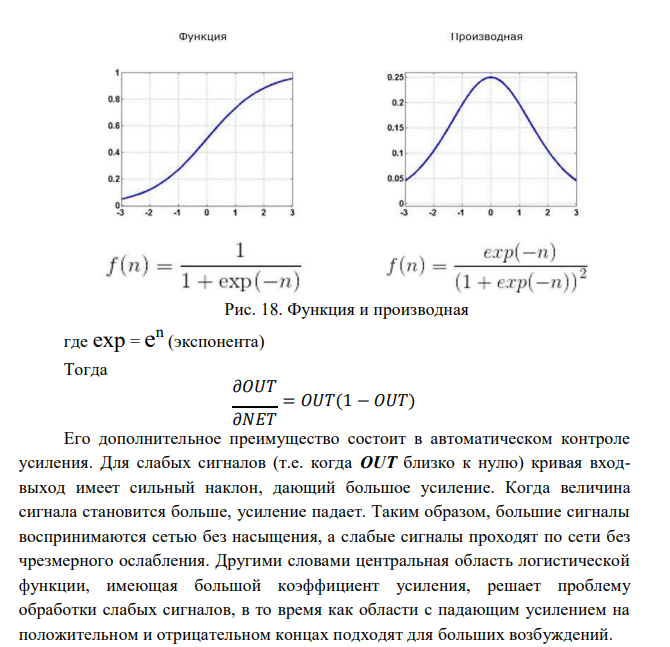 Функция
Производная
1
0.8
0.6
0.4
0.2
0
-3 -2 -1 0 1 2 3
0.25
0.2
0.15
0.1
0.05
0
-3 -2 -1 0 1 2 3
f(n) = 1 / (1 + exp(−n))
f(n) = exp(−n) / (1 + exp(−n))²
Рис. 18. Функция и производная
где exp = eⁿ (экспонента)
Тогда
∂OUT / ∂NET = OUT(1 − OUT)
Его дополнительное преимущество состоит в автоматическом контроле
усиления. Для слабых сигналов (т.е. когда OUT близко к нулю) кривая вход-
выход имеет сильный наклон, дающий большое усиление. Когда величина
сигнала становится больше, усиление падает. Таким образом, большие сигналы
воспринимаются сетью без насыщения, а слабые сигналы проходят по сети без
чрезмерного ослабления. Другими словами центральная область логистической
функции, имеющая большой коэффициент усиления, решает проблему
обработки слабых сигналов, в то время как области с падающим усилением на
положительном и отрицательном концах подходят для больших возбуждений.